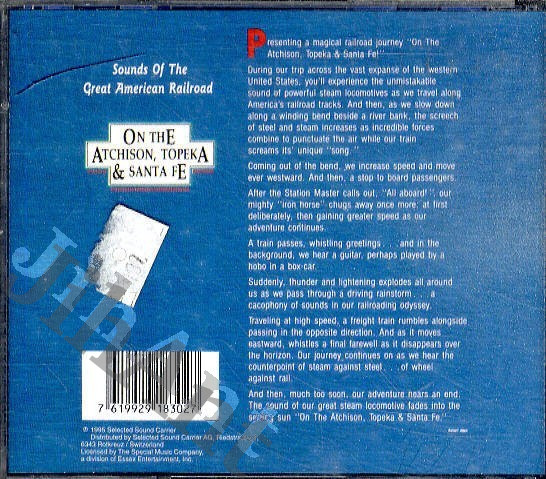 Sounds Of The
Great American Railroad
ON THE
ATCHISON, TOPEKA
& SANTA FE
Presenting a magical railroad journey "On The
Atchison, Topeka & Santa Fe!"
During our trip across the vast expanse of the western
United States, you'll experience the unmistakable
sound of powerful steam locomotives as we travel along
America's railroad tracks. And then, as we slow down
along a winding bend beside a river bank, the screech
of steel and steam increases as incredible forces
combine to punctuate the air while our train
screams its' unique "song."
Coming out of the bend, we increase speed and move
ever westward. And then, a stop to board passengers.
After the Station Master calls out, "All aboard!", our
mighty "iron horse" chugs away once more; at first
deliberately, then gaining greater speed as our
adventure continues.
A train passes, whistling greetings . . .and in the
background, we hear a guitar, perhaps played by a
hobo in a box-car.
Suddenly, thunder and lightening explodes all around
us as we pass through a driving rainstorm . . . a
cacophony of sounds in our railroading odyssey.
Traveling at high speed, a freight train rumbles alongside
passing in the opposite direction. And as it moves
eastward, whistles a final farewell as it disappears over
the horizon. Our journey continues on as we hear the
counterpoint of steam against steel. . . .of wheel
against rail.
And then, much too soon, our adventure nears an end.
The sound of our great steam locomotive fades into the
setting sun "On The Atchison, Topeka & Santa Fe."
7 619929 183027
℗ 1995 Selected Sound Carrier
Distributed by Selected Sound Carrier AG,
6343 Rotkreuz / Switzerland
Licensed by The Special Music Company,
a division of Essex Entertainment, Inc.
JthAnt